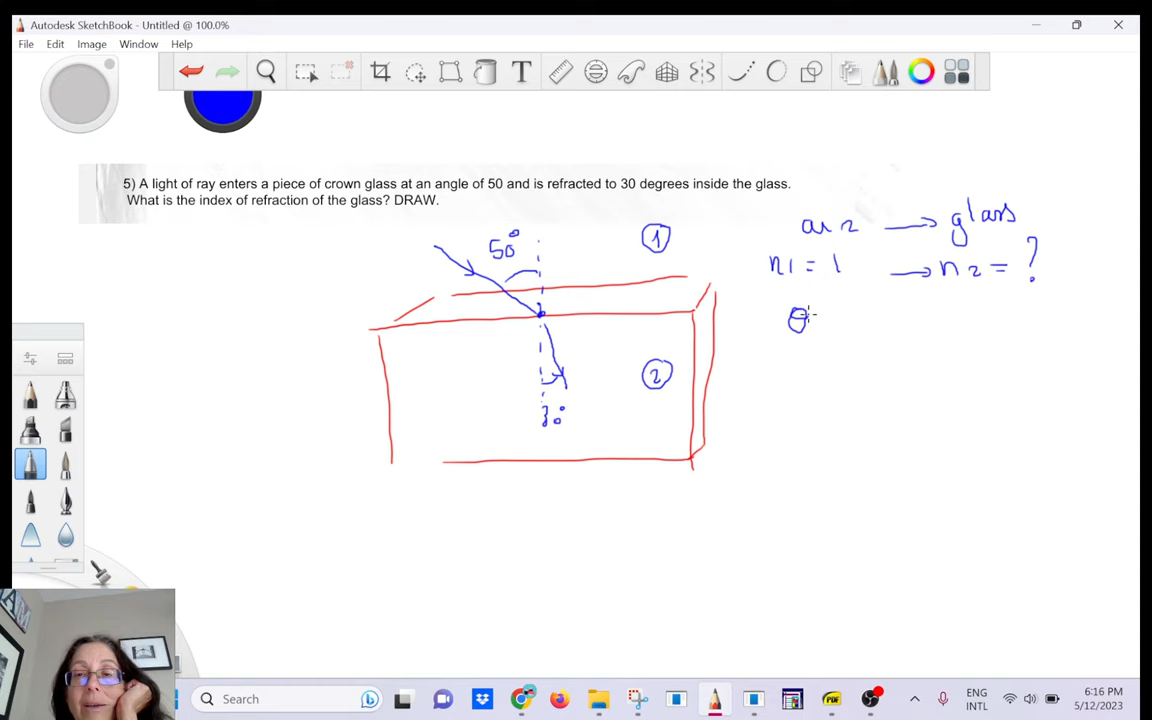 Autodesk SketchBook - Untitled @ 100.0%
File Edit Image Window Help
T
5) A light of ray enters a piece of crown glass at an angle of 50 and is refracted to 30 degrees inside the glass.
What is the index of refraction of the glass? DRAW.
air → glass
50° 1
n1 = 1 → n2 = ?
θ
2
30°
AM
Search
PDF
ENG
INTL
6:16 PM
5/12/2023